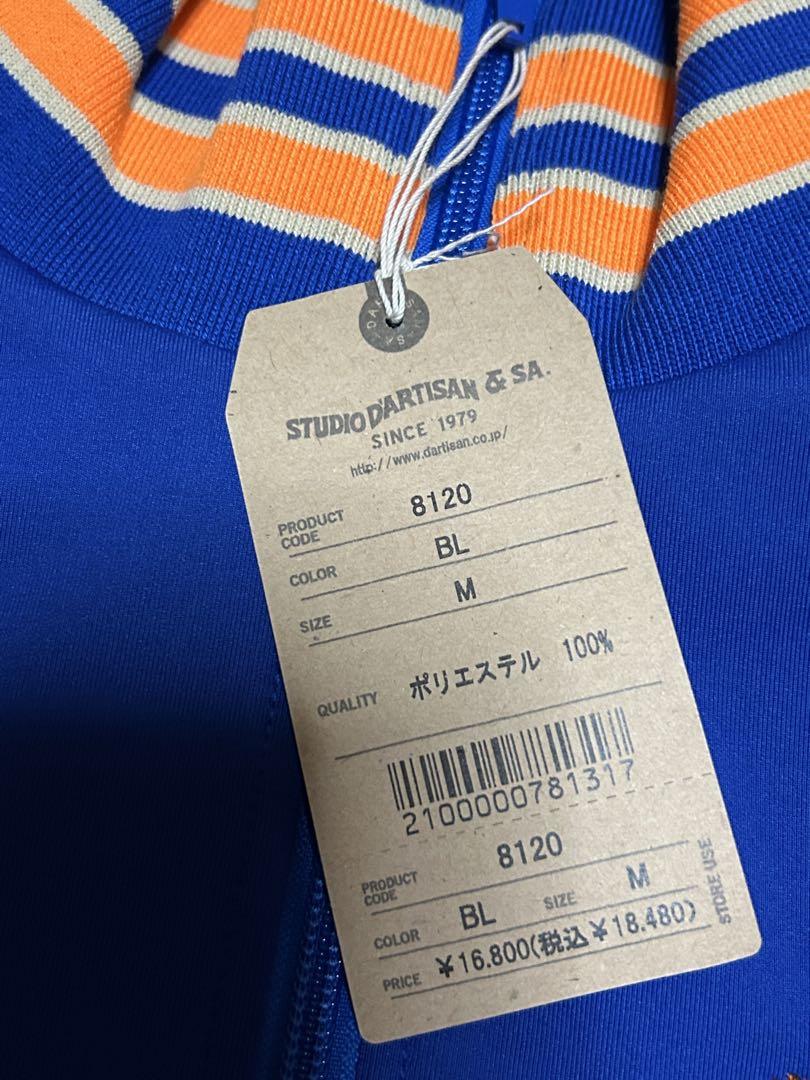 STUDIO D'ARTISAN & SA.
SINCE 1979
http://www.dartisan.co.jp/
PRODUCT CODE 8120
COLOR BL
SIZE M
QUALITY ポリエステル 100%
2100000781317
PRODUCT CODE 8120
COLOR BL SIZE M
PRICE ¥16.800(税込¥18.480)
STORE USE